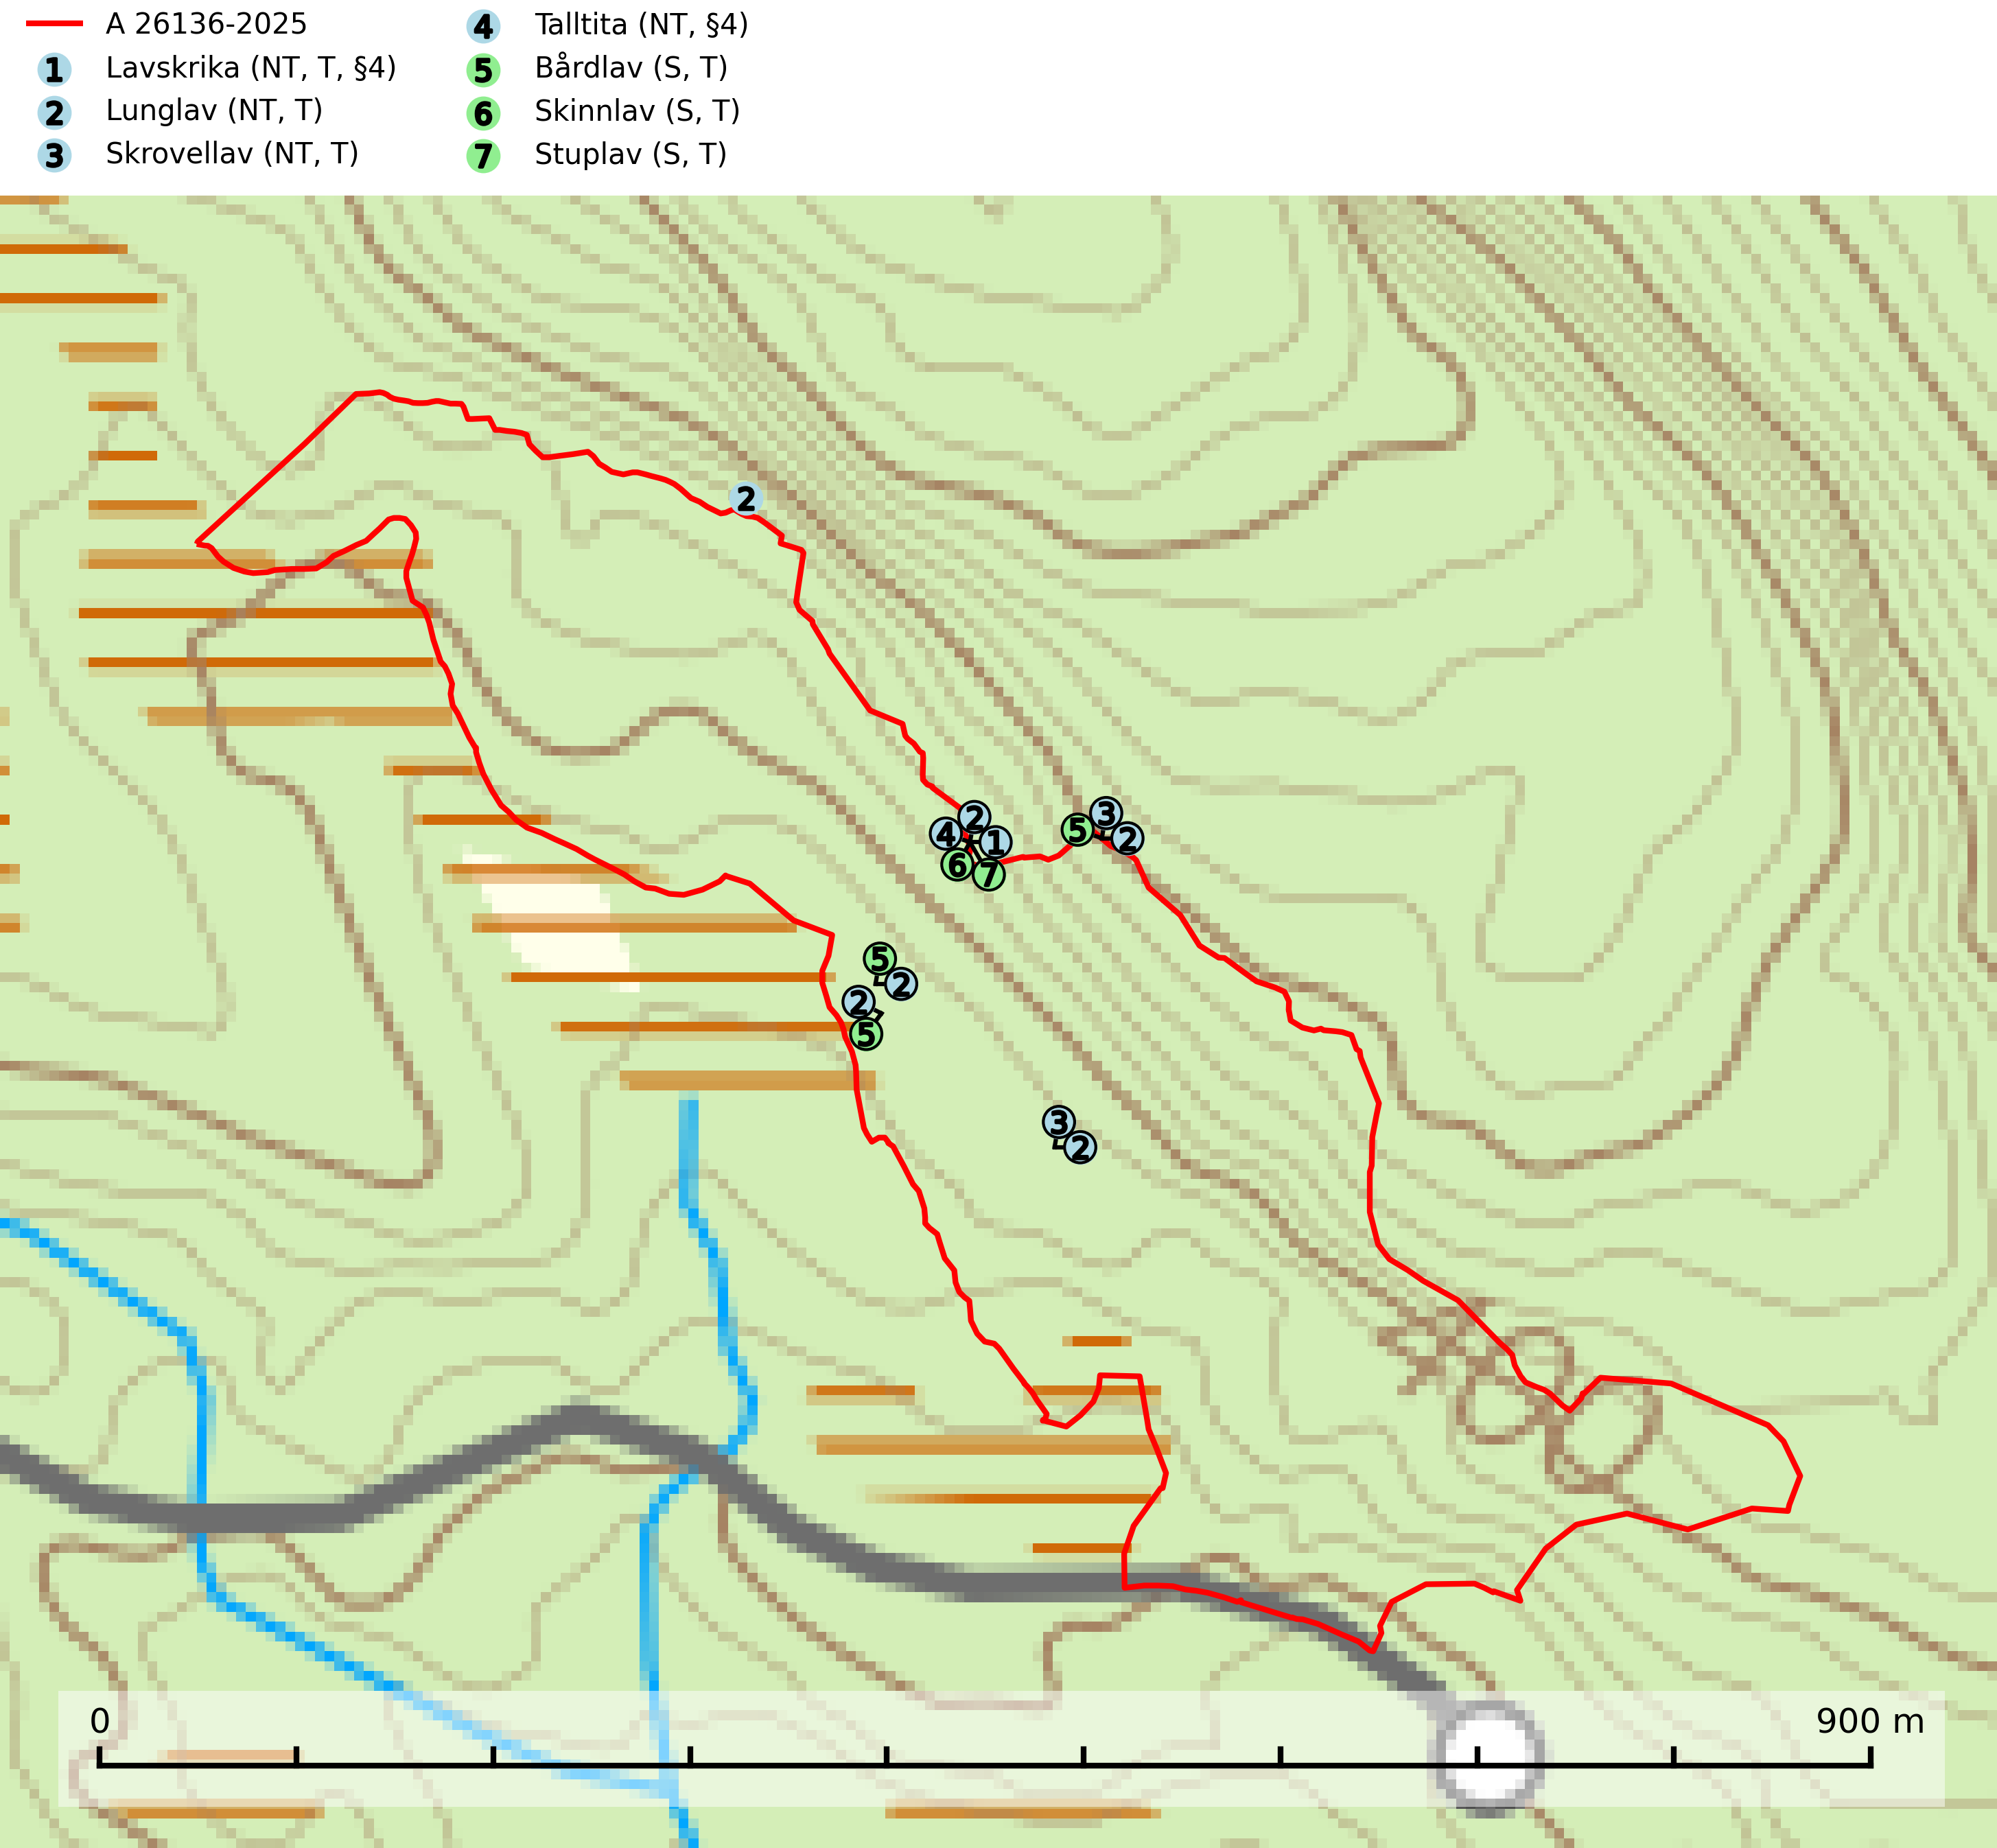 A 26136-2025
1 Lavskrika (NT, T, §4)
2 Lunglav (NT, T)
3 Skrovellav (NT, T)
4 Talltita (NT, §4)
5 Bårdlav (S, T)
6 Skinnlav (S, T)
7 Stuplav (S, T)
2
2
4 1
6 7
5 3 2
5
2
2
5
3
2
0 900 m